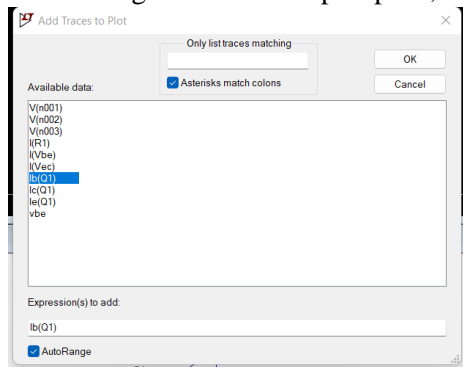 Add Traces to Plot
Only list traces matching
OK
Asterisks match colons
Cancel
Available data:
V(n001)
V(n002)
V(n003)
I(R1)
I(Vbe)
I(Vec)
Ib(Q1)
Ic(Q1)
Ie(Q1)
vbe
Expression(s) to add:
Ib(Q1)
AutoRange